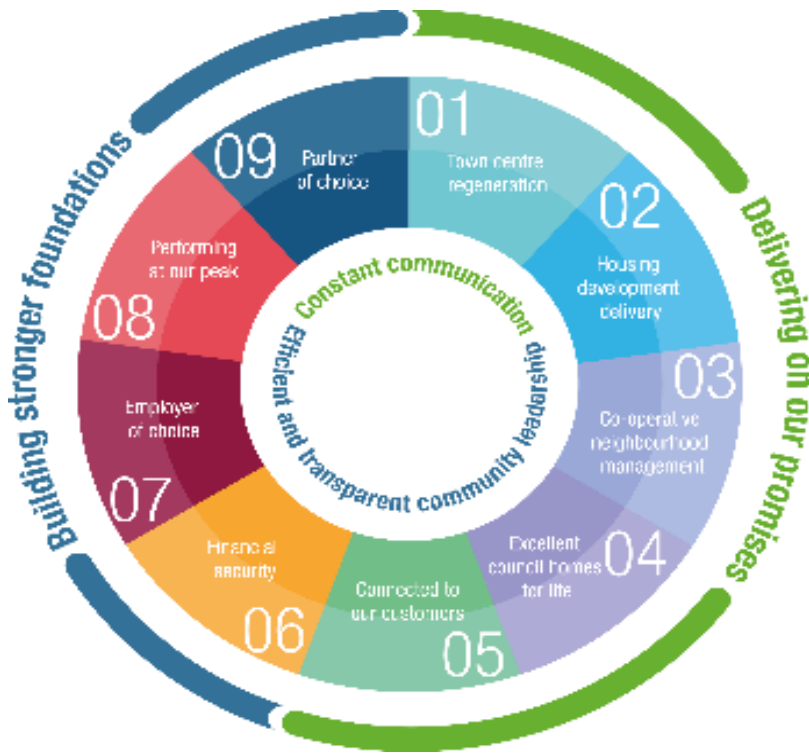 Building stronger foundations
Delivering on our promises
01
Town centre
regeneration
02
Housing
development
delivery
03
Co-operative
neighbourhood
management
04
Excellent
council homes
for life
05
Connected to
our customers
06
Financial
security
07
Employer
of choice
08
Performing
at our peak
09
Partner
of choice
Constant communication
Efficient and transparent community leadership